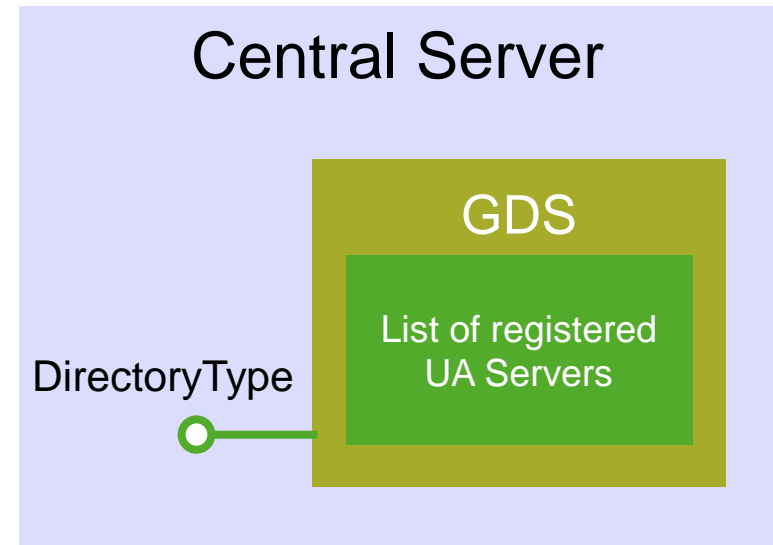 Central Server
GDS
List of registered
UA Servers
DirectoryType